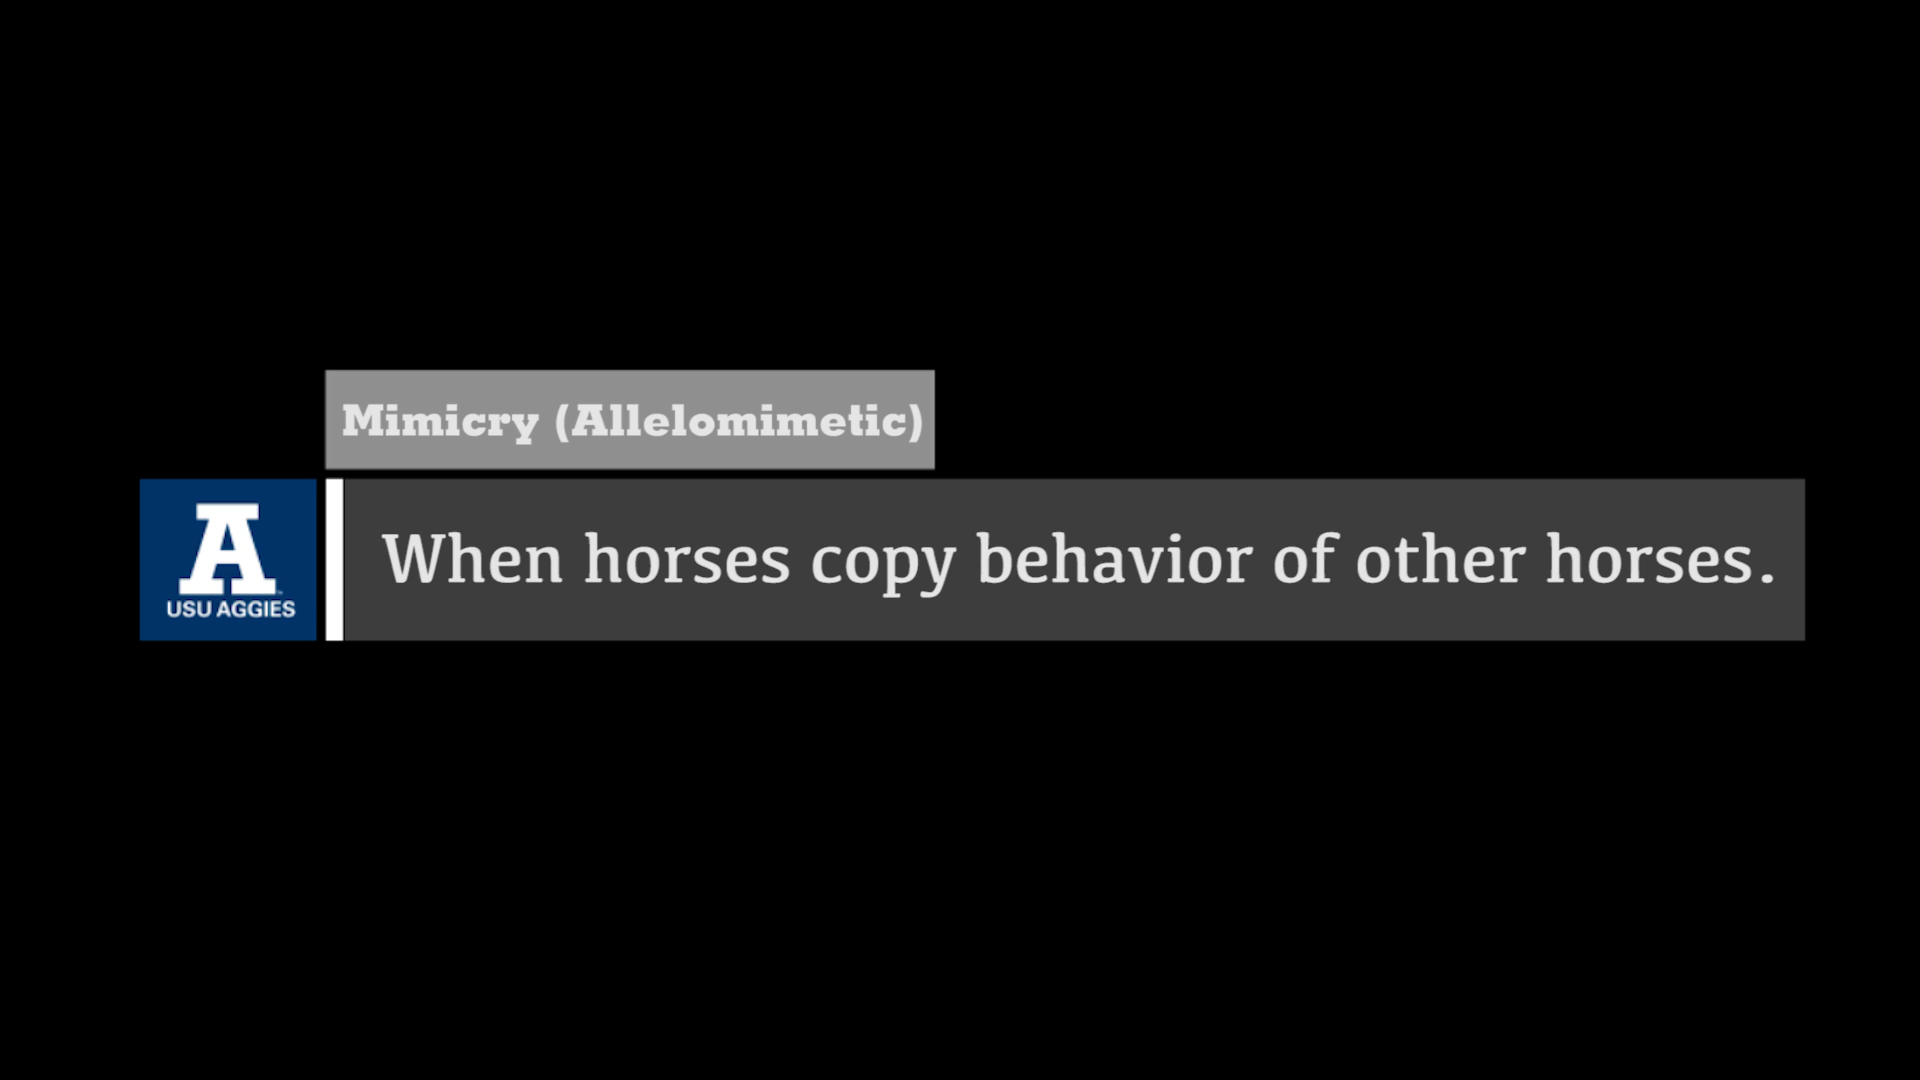 Mimicry (Allelomimetic)
When horses copy behavior of other horses.
A
USU AGGIES